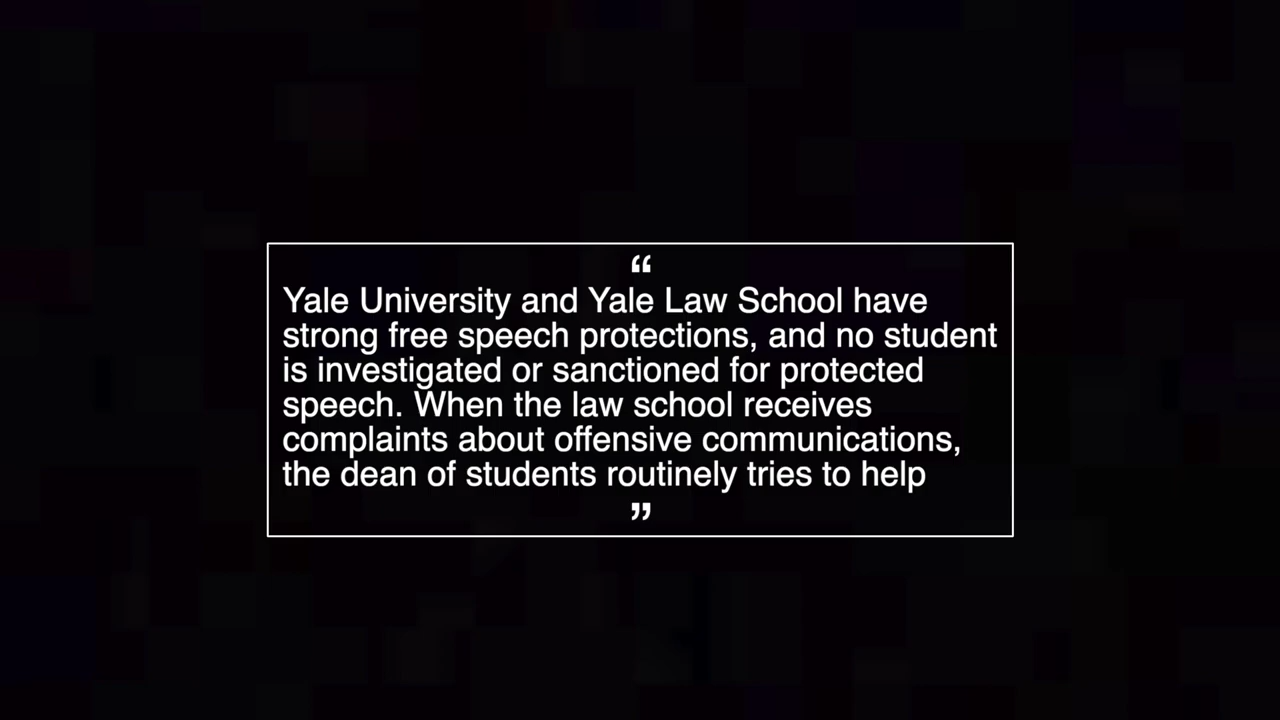 “
Yale University and Yale Law School have
strong free speech protections, and no student
is investigated or sanctioned for protected
speech. When the law school receives
complaints about offensive communications,
the dean of students routinely tries to help
”